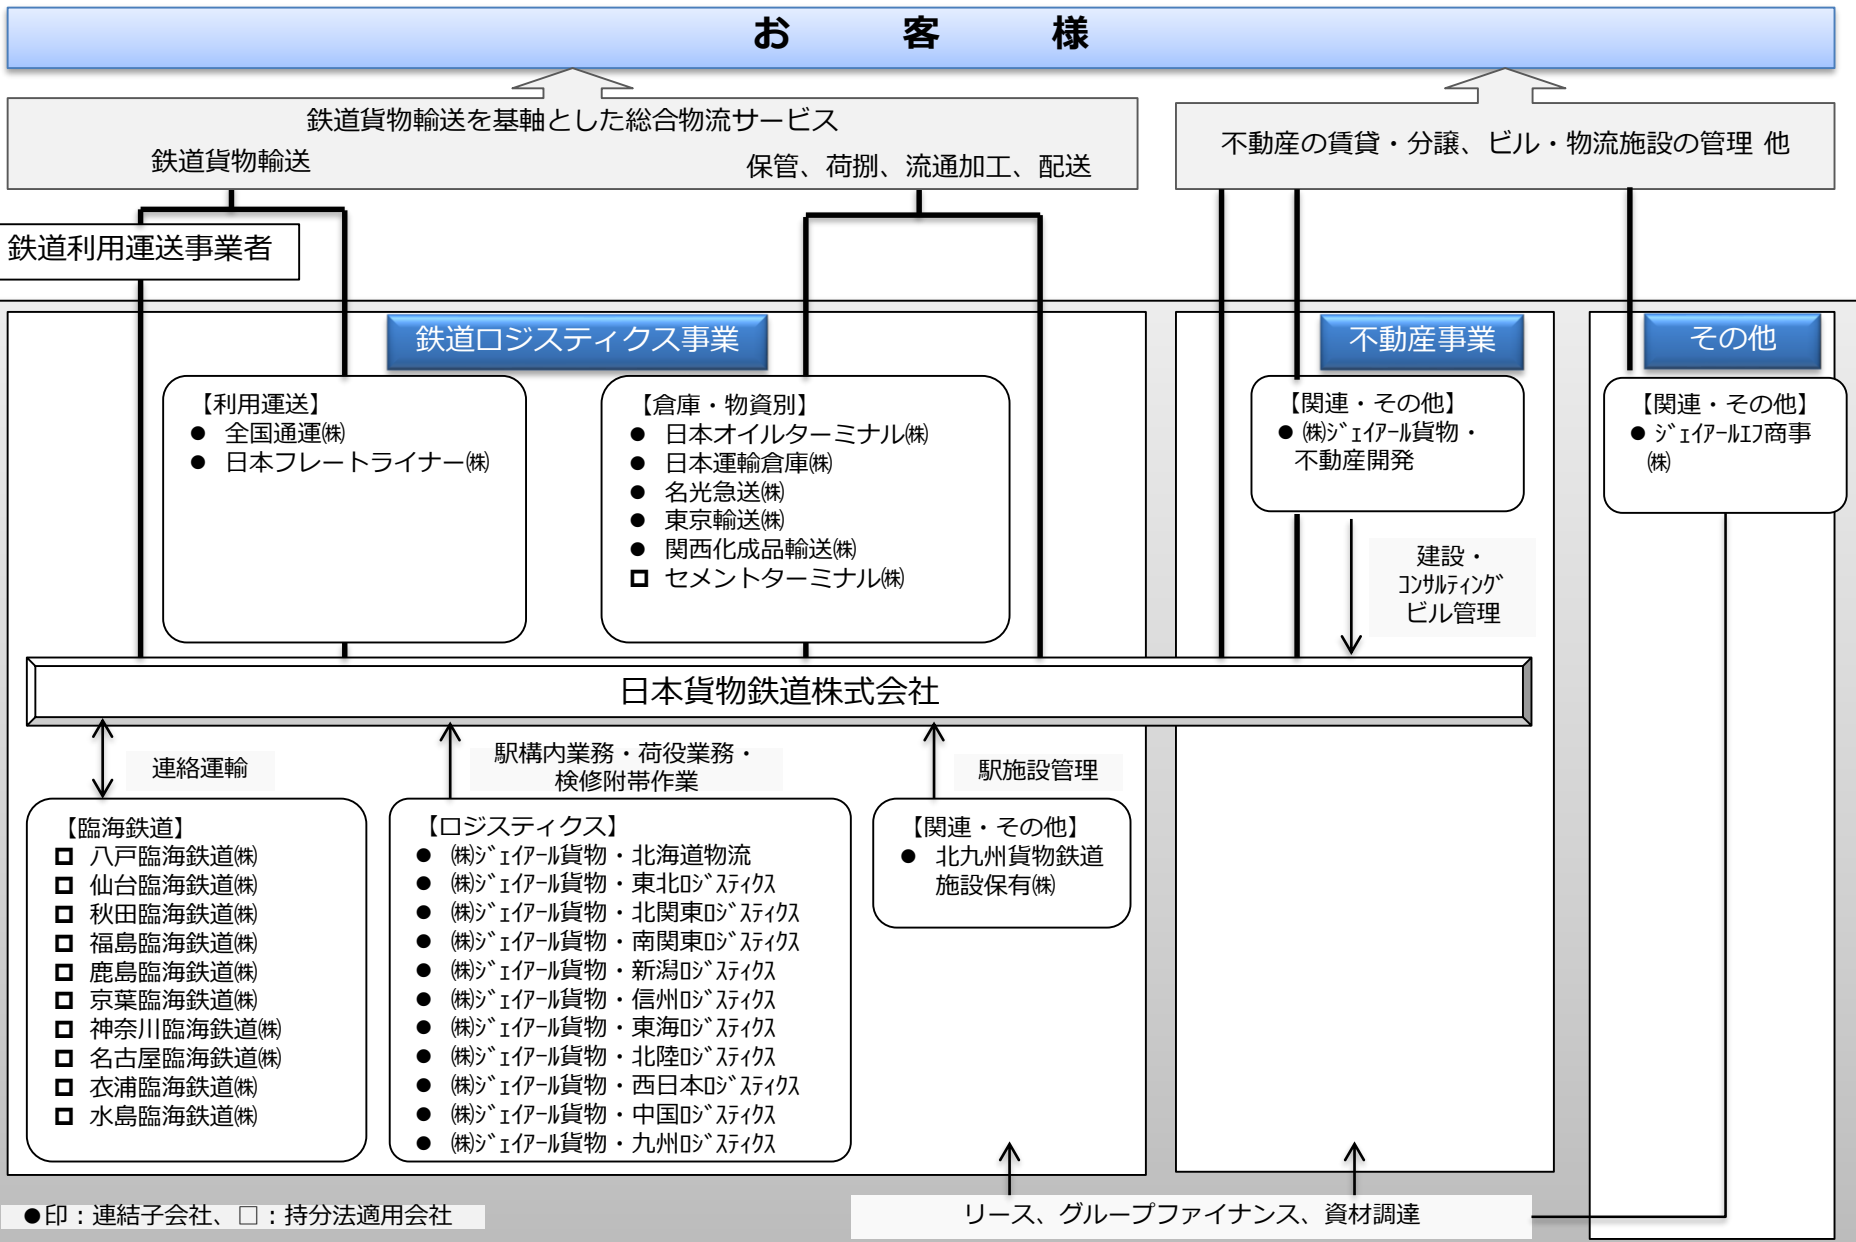 お 客 様
鉄道貨物輸送を基軸とした総合物流サービス
鉄道貨物輸送
保管、荷捌、流通加工、配送
不動産の賃貸・分譲、ビル・物流施設の管理 他
鉄道利用運送事業者
鉄道ロジスティクス事業
不動産事業
その他
【利用運送】
● 全国通運㈱
● 日本フレートライナー㈱
【倉庫・物資別】
● 日本オイルターミナル㈱
● 日本運輸倉庫㈱
● 名光急送㈱
● 東京輸送㈱
● 関西化成品輸送㈱
□ セメントターミナル㈱
【関連・その他】
● ㈱ｼﾞｪｲｱｰﾙ貨物・
不動産開発
【関連・その他】
● ｼﾞｪｲｱｰﾙｴﾌ商事
㈱
建設・
ｺﾝｻﾙﾃｨﾝｸﾞ
ビル管理
日本貨物鉄道株式会社
連絡運輸
駅構内業務・荷役業務・
検修附帯作業
駅施設管理
【臨海鉄道】
□ 八戸臨海鉄道㈱
□ 仙台臨海鉄道㈱
□ 秋田臨海鉄道㈱
□ 福島臨海鉄道㈱
□ 鹿島臨海鉄道㈱
□ 京葉臨海鉄道㈱
□ 神奈川臨海鉄道㈱
□ 名古屋臨海鉄道㈱
□ 衣浦臨海鉄道㈱
□ 水島臨海鉄道㈱
【ロジスティクス】
● ㈱ｼﾞｪｲｱｰﾙ貨物・北海道物流
● ㈱ｼﾞｪｲｱｰﾙ貨物・東北ﾛｼﾞｽﾃｨｸｽ
● ㈱ｼﾞｪｲｱｰﾙ貨物・北関東ﾛｼﾞｽﾃｨｸｽ
● ㈱ｼﾞｪｲｱｰﾙ貨物・南関東ﾛｼﾞｽﾃｨｸｽ
● ㈱ｼﾞｪｲｱｰﾙ貨物・新潟ﾛｼﾞｽﾃｨｸｽ
● ㈱ｼﾞｪｲｱｰﾙ貨物・信州ﾛｼﾞｽﾃｨｸｽ
● ㈱ｼﾞｪｲｱｰﾙ貨物・東海ﾛｼﾞｽﾃｨｸｽ
● ㈱ｼﾞｪｲｱｰﾙ貨物・北陸ﾛｼﾞｽﾃｨｸｽ
● ㈱ｼﾞｪｲｱｰﾙ貨物・西日本ﾛｼﾞｽﾃｨｸｽ
● ㈱ｼﾞｪｲｱｰﾙ貨物・中国ﾛｼﾞｽﾃｨｸｽ
● ㈱ｼﾞｪｲｱｰﾙ貨物・九州ﾛｼﾞｽﾃｨｸｽ
【関連・その他】
● 北九州貨物鉄道
施設保有㈱
●印：連結子会社、□：持分法適用会社
リース、グループファイナンス、資材調達